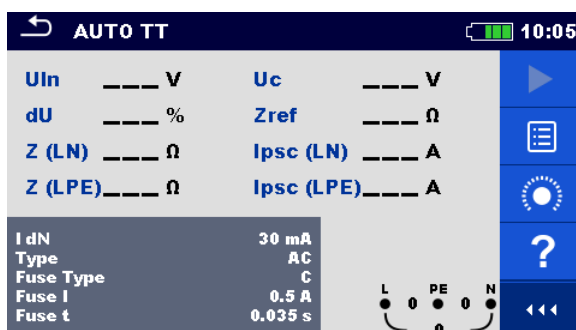 AUTO TT 10:05
Uln ___ V Uc ___ V
dU ___ % Zref ___ Ω
Z (LN) ___ Ω Ipsc (LN) ___ A
Z (LPE)___ Ω Ipsc (LPE)___ A
I dN 30 mA
Type AC
Fuse Type C
Fuse I 0.5 A
Fuse t 0.035 s
L PE N
0 0
0
?